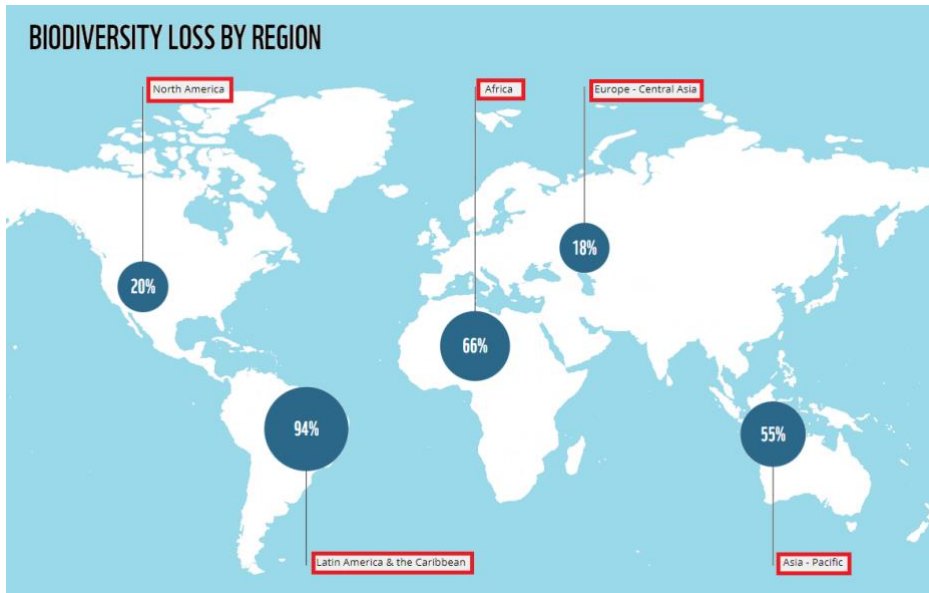 BIODIVERSITY LOSS BY REGION
North America
Africa
Europe - Central Asia
18%
20%
66%
94%
55%
Latin America & the Caribbean
Asia - Pacific